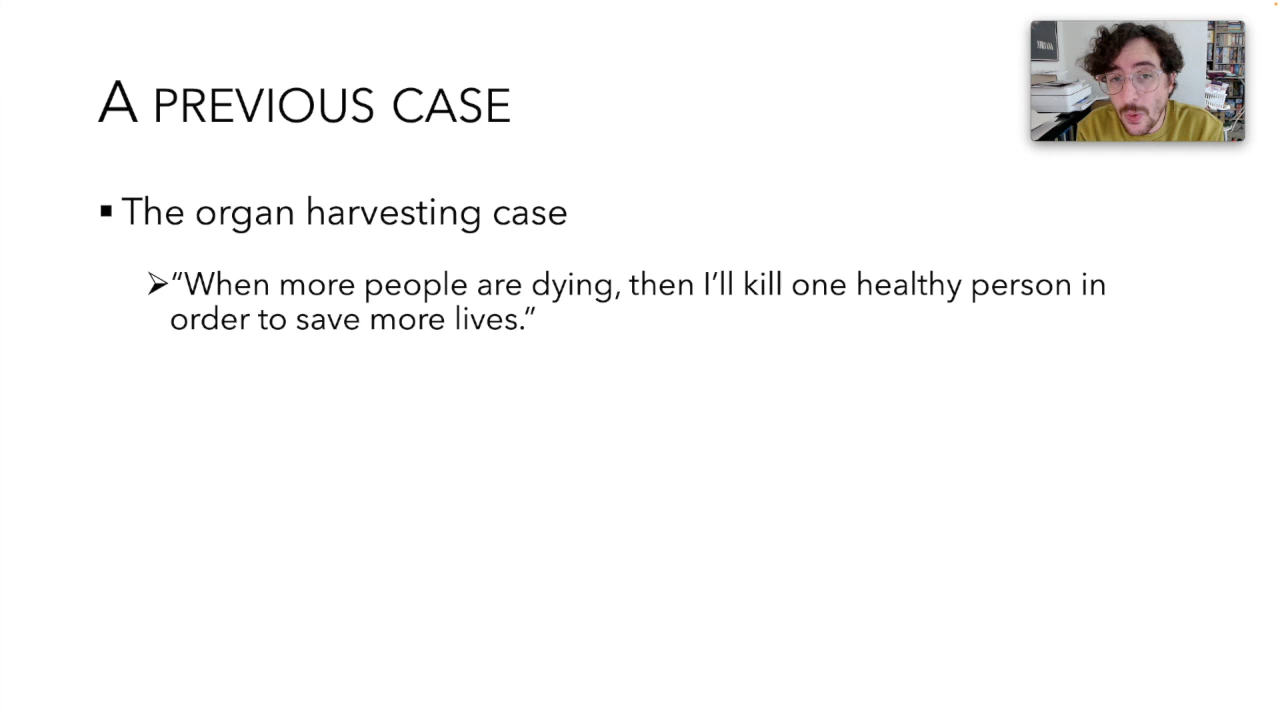 A PREVIOUS CASE
The organ harvesting case
“When more people are dying, then I’ll kill one healthy person in
order to save more lives.”
NIRVANA